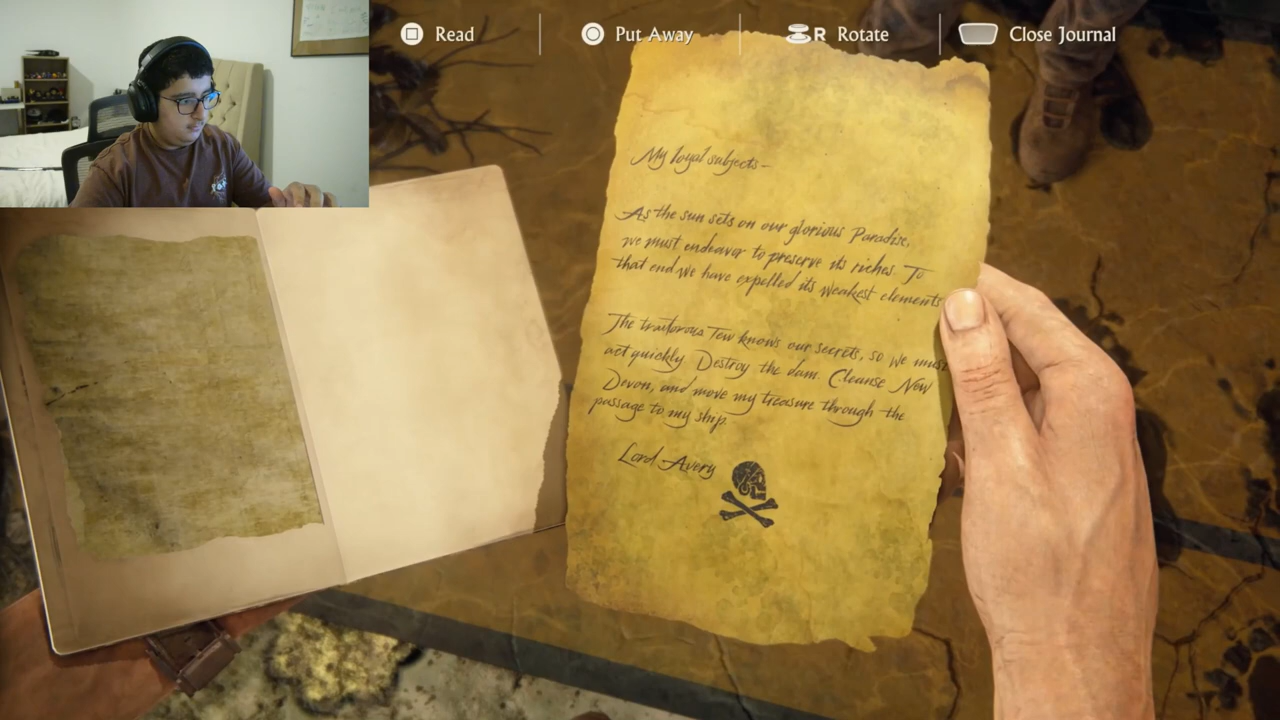 Read
Put Away
R Rotate
Close Journal
My loyal subjects -
As the sun sets on our glorious Paradise,
we must endeavor to preserve its riches. To
that end we have expelled its weakest elements
The traitorous Tew knows our secrets, so we must
act quickly. Destroy the dam. Cleanse New
Devon, and move my treasure through the
passage to my ship.
Lord Avery